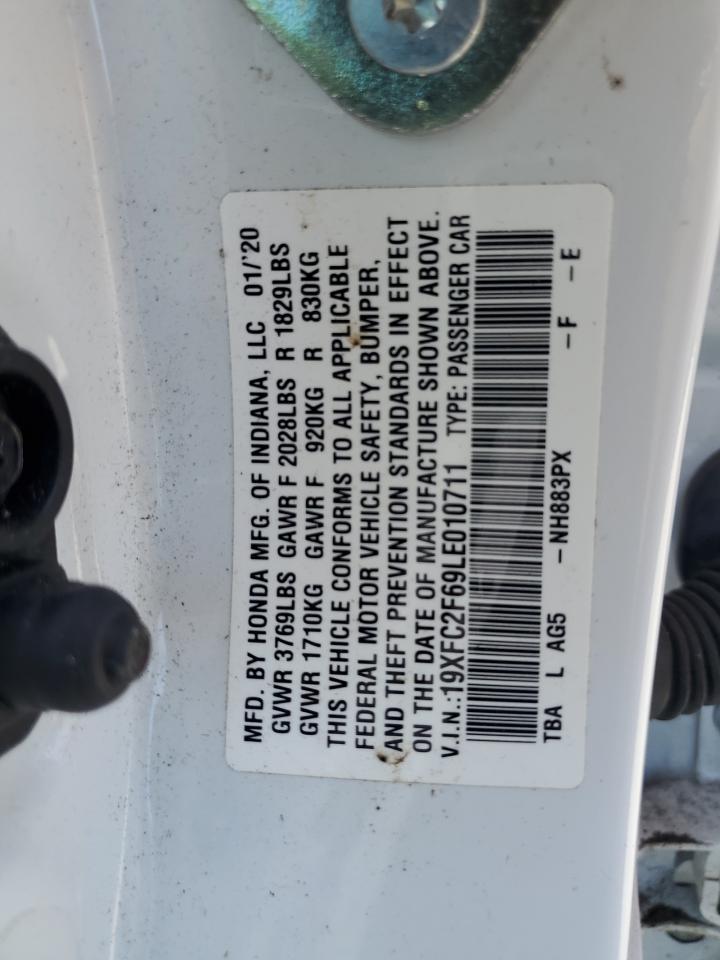 MFD. BY HONDA MFG. OF INDIANA, LLC 01/'20
GVWR 3769LBS GAWR F 2028LBS R 1829LBS
GVWR 1710KG GAWR F 920KG R 830KG
THIS VEHICLE CONFORMS TO ALL APPLICABLE
FEDERAL MOTOR VEHICLE SAFETY, BUMPER,
AND THEFT PREVENTION STANDARDS IN EFFECT
ON THE DATE OF MANUFACTURE SHOWN ABOVE.
V.I.N.:19XFC2F69LE010711 TYPE: PASSENGER CAR
TBA L AG5 -NH883PX -F -E